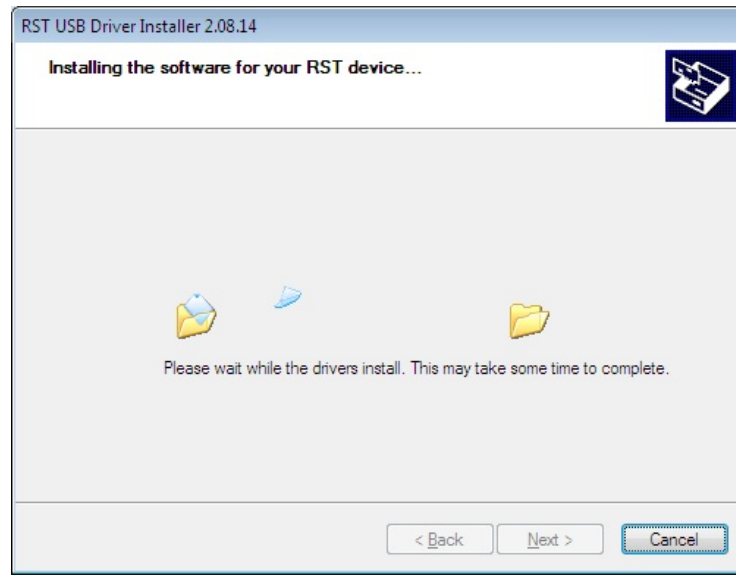 RST USB Driver Installer 2.08.14
Installing the software for your RST device...
Please wait while the drivers install. This may take some time to complete.
< Back
Next >
Cancel